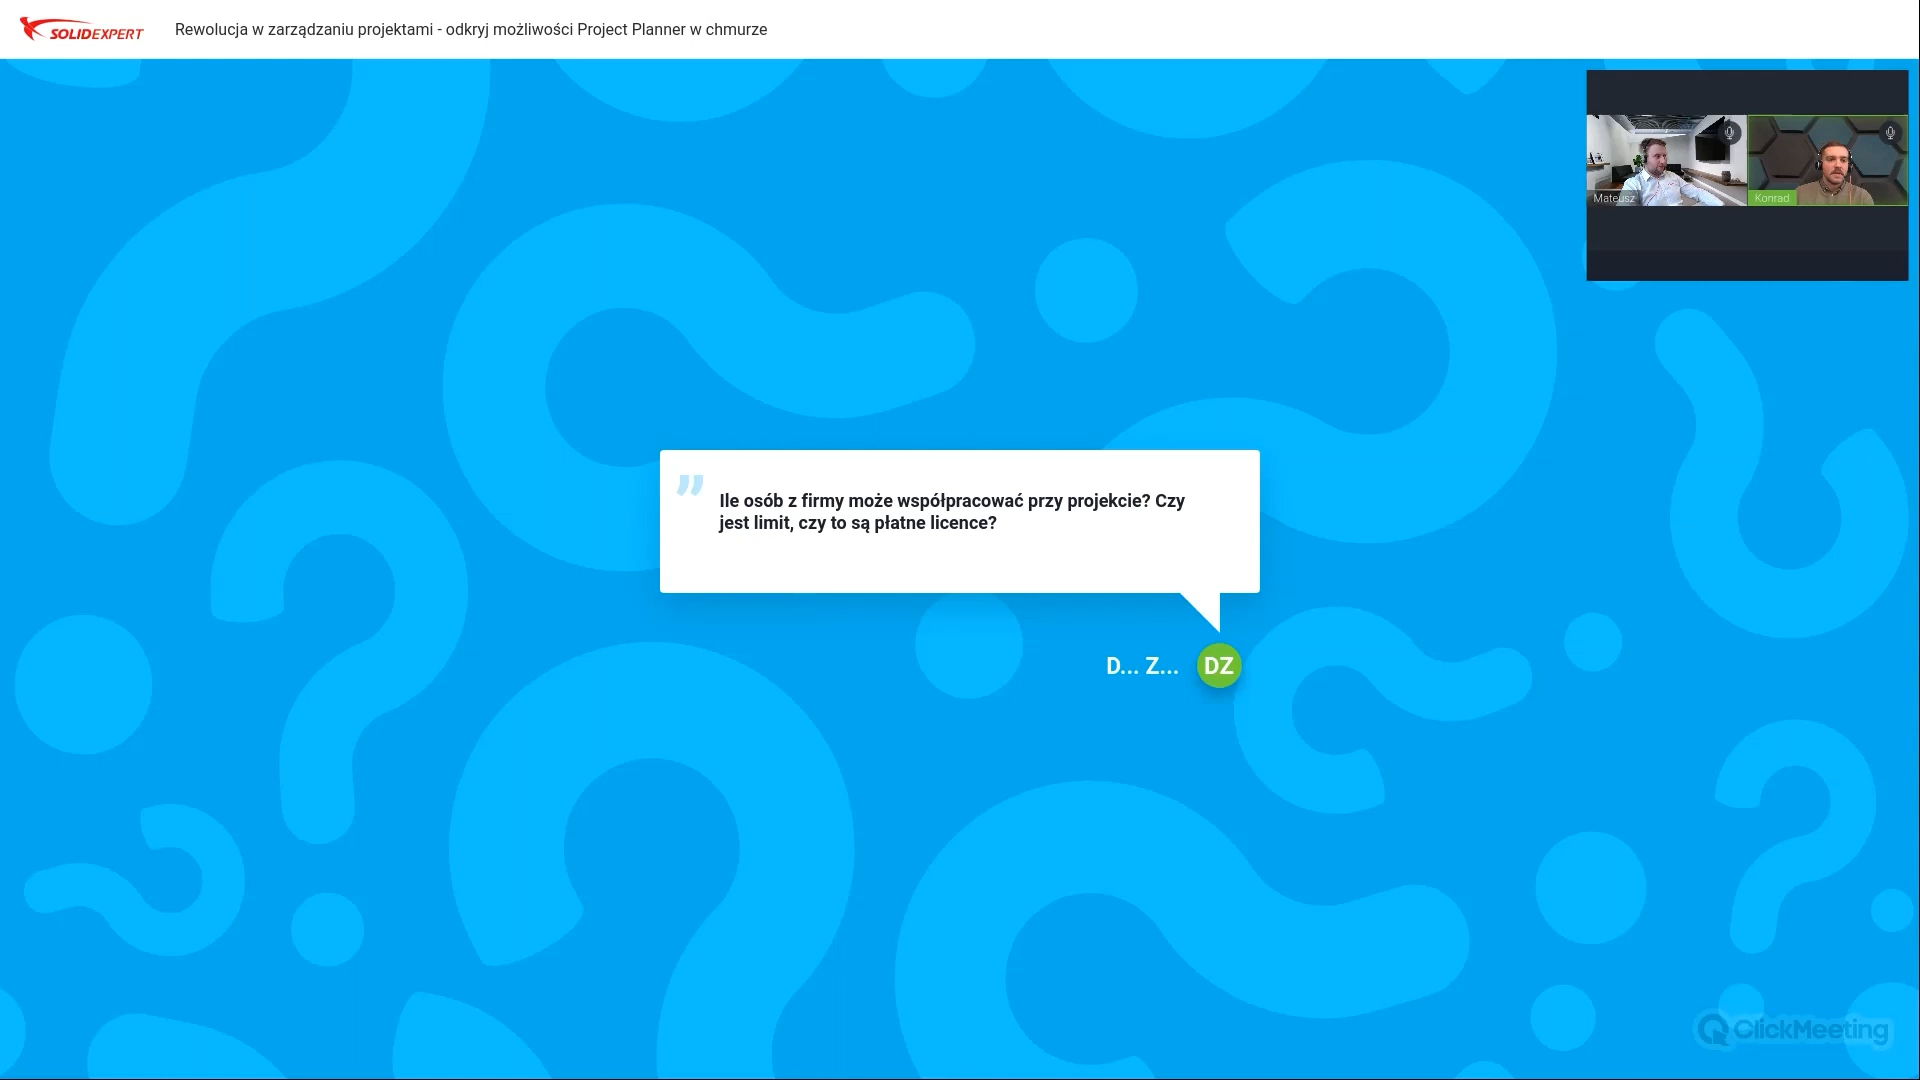 SOLIDEXPERT
Rewolucja w zarządzaniu projektami - odkryj możliwości Project Planner w chmurze
Mateusz
Konrad
Ile osób z firmy może współpracować przy projekcie? Czy
jest limit, czy to są płatne licence?
D... Z...
DZ
ClickMeeting